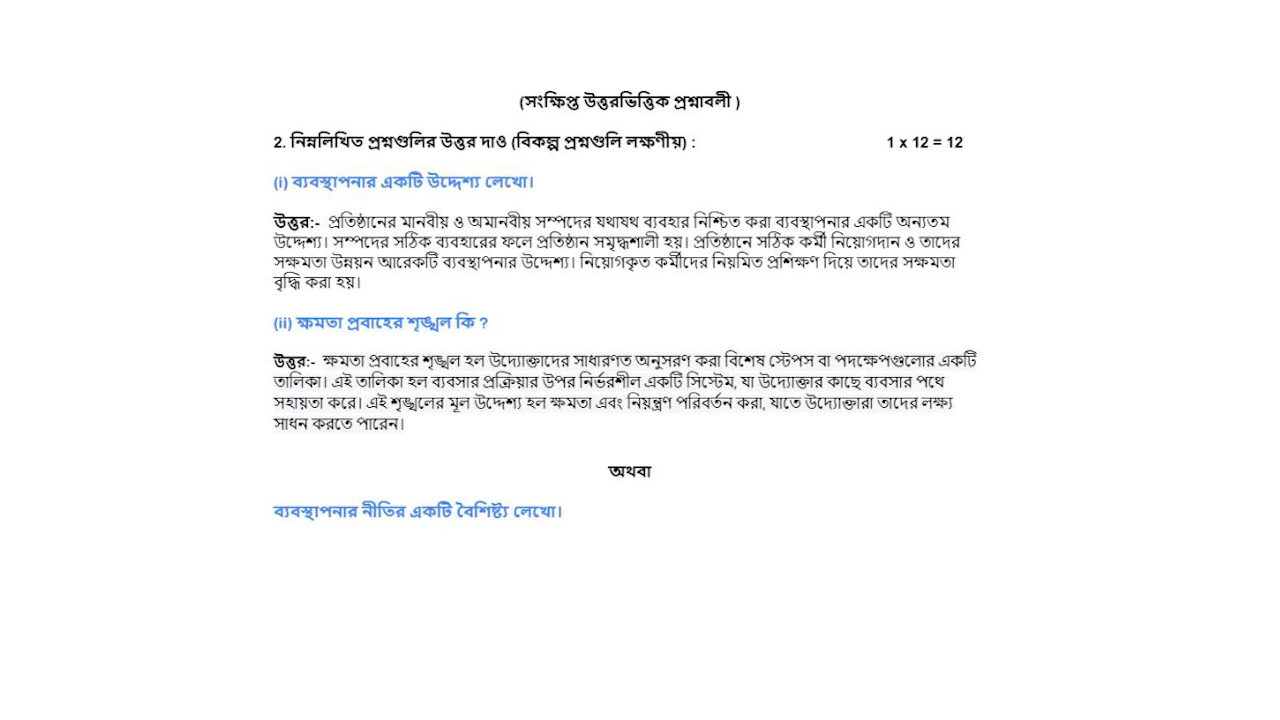 (সংক্ষিপ্ত উত্তরভিত্তিক প্রশ্নাবলী )
2. নিম্নলিখিত প্রশ্নগুলির উত্তর দাও (বিকল্প প্রশ্নগুলি লক্ষণীয়) : 1 x 12 = 12
(i) ব্যবস্থাপনার একটি উদ্দেশ্য লেখো।
উত্তর:- প্রতিষ্ঠানের মানবীয় ও অমানবীয় সম্পদের যথাযথ ব্যবহার নিশ্চিত করা ব্যবস্থাপনার একটি অন্যতম
উদ্দেশ্য। সম্পদের সঠিক ব্যবহারের ফলে প্রতিষ্ঠান সমৃদ্ধশালী হয়। প্রতিষ্ঠানে সঠিক কর্মী নিয়োগদান ও তাদের
সক্ষমতা উন্নয়ন আরেকটি ব্যবস্থাপনার উদ্দেশ্য। নিয়োগকৃত কর্মীদের নিয়মিত প্রশিক্ষণ দিয়ে তাদের সক্ষমতা
বৃদ্ধি করা হয়।
(ii) ক্ষমতা প্রবাহের শৃঙ্খল কি ?
উত্তর:- ক্ষমতা প্রবাহের শৃঙ্খল হল উদ্যোক্তাদের সাধারণত অনুসরণ করা বিশেষ স্টেপস বা পদক্ষেপগুলোর একটি
তালিকা। এই তালিকা হল ব্যবসার প্রক্রিয়ার উপর নির্ভরশীল একটি সিস্টেম, যা উদ্যোক্তার কাছে ব্যবসার পথে
সহায়তা করে। এই শৃঙ্খলের মূল উদ্দেশ্য হল ক্ষমতা এবং নিয়ন্ত্রণ পরিবর্তন করা, যাতে উদ্যোক্তারা তাদের লক্ষ্য
সাধন করতে পারেন।
অথবা
ব্যবস্থাপনার নীতির একটি বৈশিষ্ট্য লেখো।